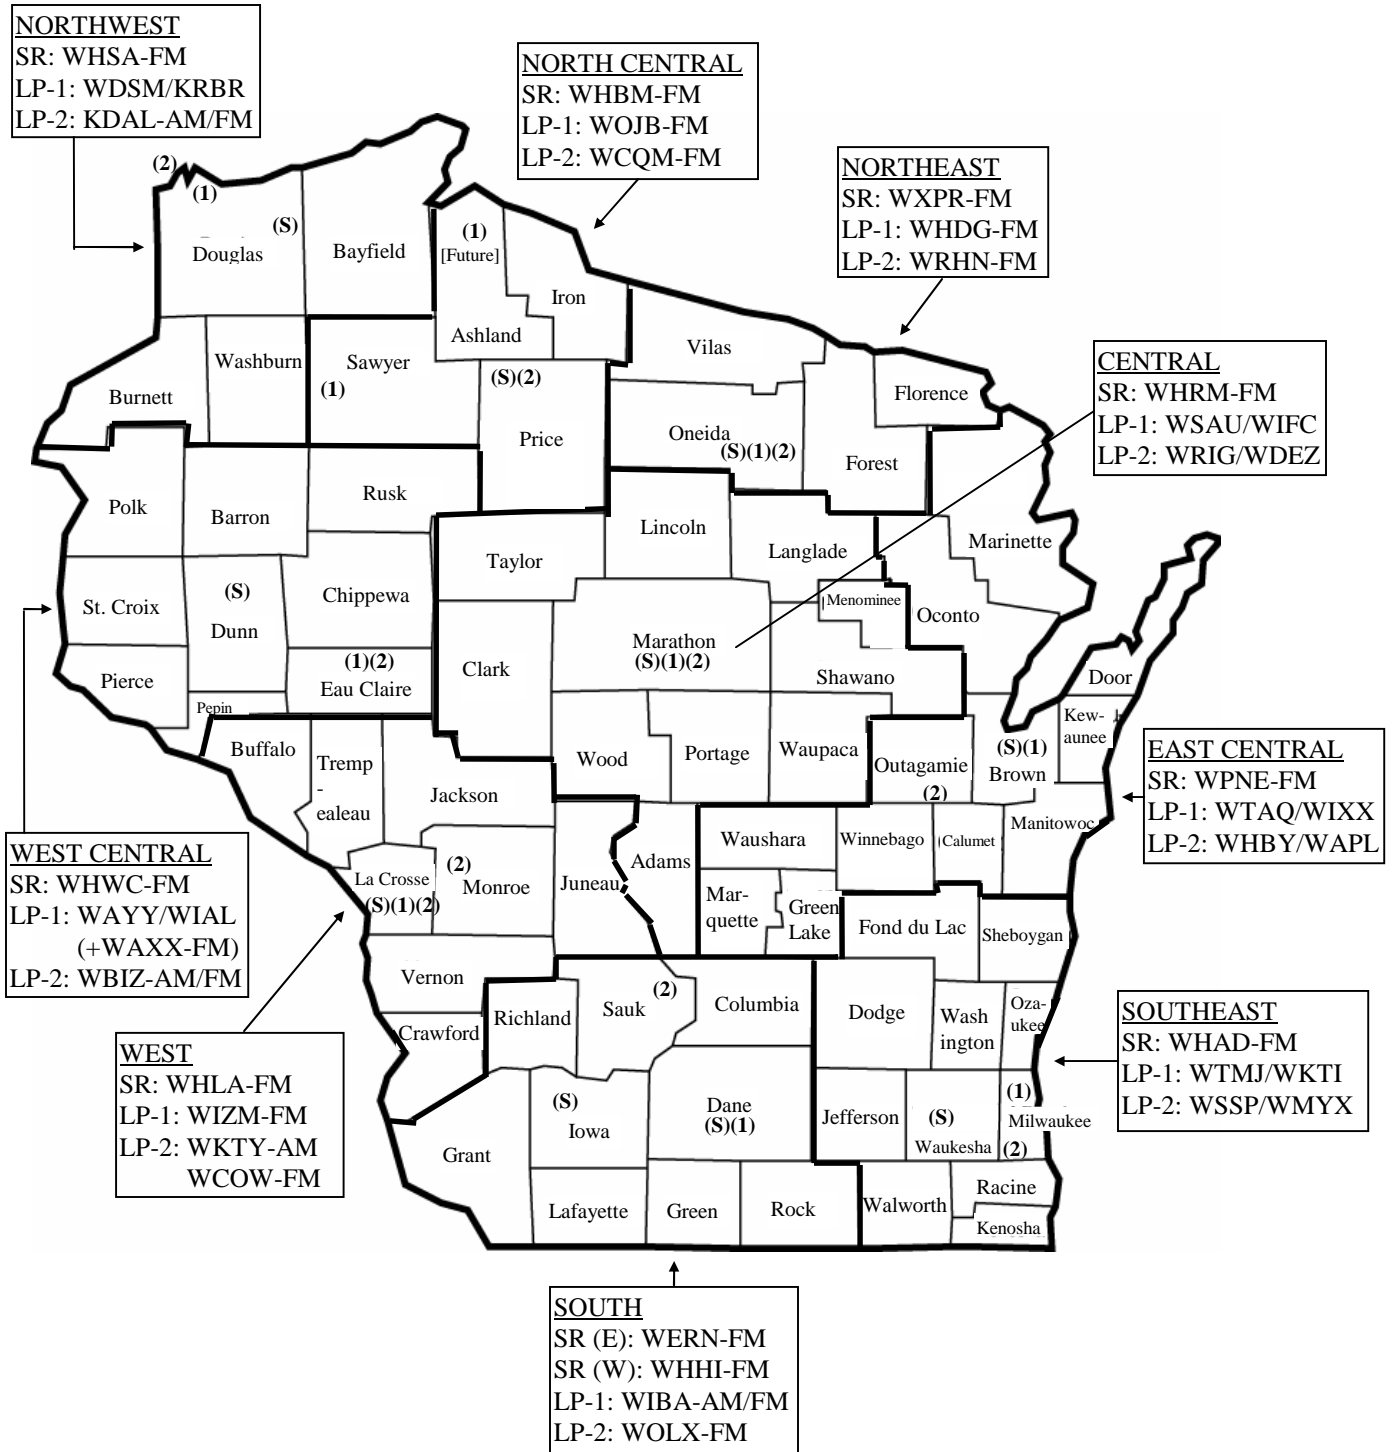 NORTHWEST
SR: WHSA-FM
LP-1: WDSM/KRBR
LP-2: KDAL-AM/FM
NORTH CENTRAL
SR: WHBM-FM
LP-1: WOJB-FM
LP-2: WCQM-FM
NORTHEAST
SR: WXPR-FM
LP-1: WHDG-FM
LP-2: WRHN-FM
CENTRAL
SR: WHRM-FM
LP-1: WSAU/WIFC
LP-2: WRIG/WDEZ
EAST CENTRAL
SR: WPNE-FM
LP-1: WTAQ/WIXX
LP-2: WHBY/WAPL
SOUTHEAST
SR: WHAD-FM
LP-1: WTMJ/WKTI
LP-2: WSSP/WMYX
WEST CENTRAL
SR: WHWC-FM
LP-1: WAYY/WIAL
(+WAXX-FM)
LP-2: WBIZ-AM/FM
WEST
SR: WHLA-FM
LP-1: WIZM-FM
LP-2: WKTY-AM
WCOW-FM
SOUTH
SR (E): WERN-FM
SR (W): WHHI-FM
LP-1: WIBA-AM/FM
LP-2: WOLX-FM
(2)
(1)
(S)
Douglas
Bayfield
(1)
[Future]
Ashland
Iron
Burnett
Washburn
Sawyer
(1)
(S)(2)
Price
Vilas
Oneida
(S)(1)(2)
Florence
Forest
Polk
Barron
Rusk
Taylor
Lincoln
Langlade
Marinette
Oconto
Menominee
St. Croix
(S)
Dunn
Chippewa
Pierce
Pepin
(1)(2)
Eau Claire
Clark
Marathon
(S)(1)(2)
Shawano
Door
Kew-
aunee
Buffalo
Tremp
-
ealeau
Jackson
Wood
Portage
Waupaca
Outagamie
(2)
(S)(1)
Brown
Manitowoc
La Crosse
(S)(1)(2)
(2)
Monroe
Juneau
Adams
Waushara
Winnebago
Calumet
Mar-
quette
Green
Lake
Fond du Lac
Sheboygan
Vernon
Crawford
Richland
Sauk
(2)
Columbia
Dodge
Wash
ington
Oza-
ukee
Grant
(S)
Iowa
Dane
(S)(1)
Jefferson
(S)
Waukesha
(1)
Milwaukee
(2)
Lafayette
Green
Rock
Walworth
Racine
Kenosha